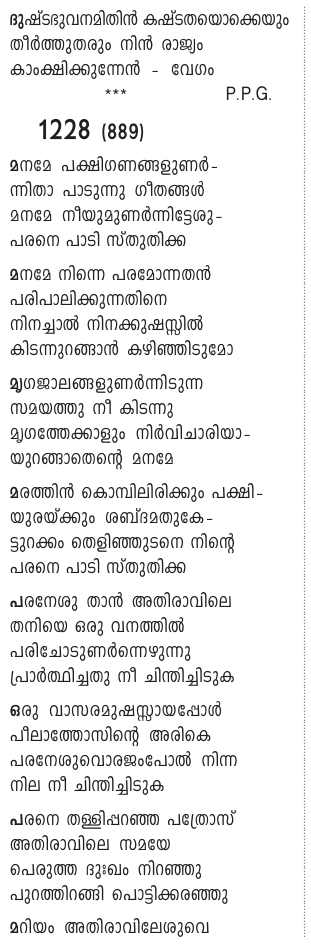 ദുഷ്ടഭുവനമിതിൻ കഷ്ടതയൊക്കെയും
തീർത്തുതരും നിൻ രാജ്യം
കാംക്ഷിക്കുന്നേൻ - വേഗം
*** P.P.G.
1228 (889)
മനമേ പക്ഷിഗണങ്ങളുണർ-
ന്നിതാ പാടുന്നു ഗീതങ്ങൾ
മനമേ നീയുമുണർന്നിട്ടേശു-
പരനെ പാടി സ്തുതിക്ക
മനമേ നിന്നെ പരമോന്നതൻ
പരിപാലിക്കുന്നതിനെ
നിനച്ചാൽ നിനക്കുഷസ്സിൽ
കിടന്നുറങ്ങാൻ കഴിഞ്ഞിടുമോ
മൃഗജാലങ്ങളുണർന്നിടുന്ന
സമയത്തു നീ കിടന്നു
മൃഗത്തേക്കാളും നിർവിചാരിയാ-
യുറങ്ങാതെന്റെ മനമേ
മരത്തിൻ കൊമ്പിലിരിക്കും പക്ഷി-
യുരയ്ക്കും ശബ്ദമതുകേ-
ട്ടുറക്കം തെളിഞ്ഞുടനെ നിന്റെ
പരനെ പാടി സ്തുതിക്ക
പരനേശു താൻ അതിരാവിലെ
തനിയെ ഒരു വനത്തിൽ
പരിചോടുണർന്നെഴുന്നു
പ്രാർത്ഥിച്ചതു നീ ചിന്തിച്ചിടുക
ഒരു വാസരമുഷസ്സായപ്പോൾ
പീലാത്തോസിന്റെ അരികെ
പരനേശുവൊരജംപോൽ നിന്ന
നില നീ ചിന്തിച്ചിടുക
പരനെ തള്ളിപ്പറഞ്ഞ പത്രോസ്
അതിരാവിലെ സമയേ
പെരുത്ത ദുഃഖം നിറഞ്ഞു
പുറത്തിറങ്ങി പൊട്ടിക്കരഞ്ഞു
മറിയം അതിരാവിലേശുവെ